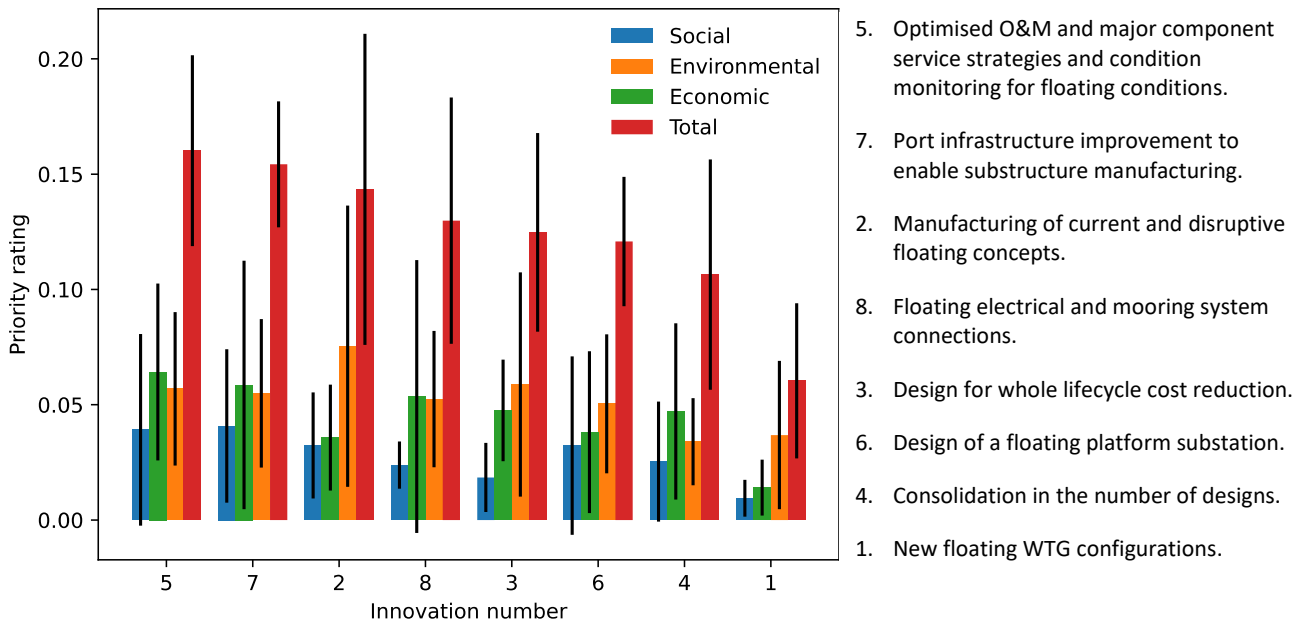 Priority rating
0.20
0.15
0.10
0.05
0.00
Social
Environmental
Economic
Total
5 7 2 8 3 6 4 1
Innovation number
5. Optimised O&M and major component
service strategies and condition
monitoring for floating conditions.
7. Port infrastructure improvement to
enable substructure manufacturing.
2. Manufacturing of current and disruptive
floating concepts.
8. Floating electrical and mooring system
connections.
3. Design for whole lifecycle cost reduction.
6. Design of a floating platform substation.
4. Consolidation in the number of designs.
1. New floating WTG configurations.